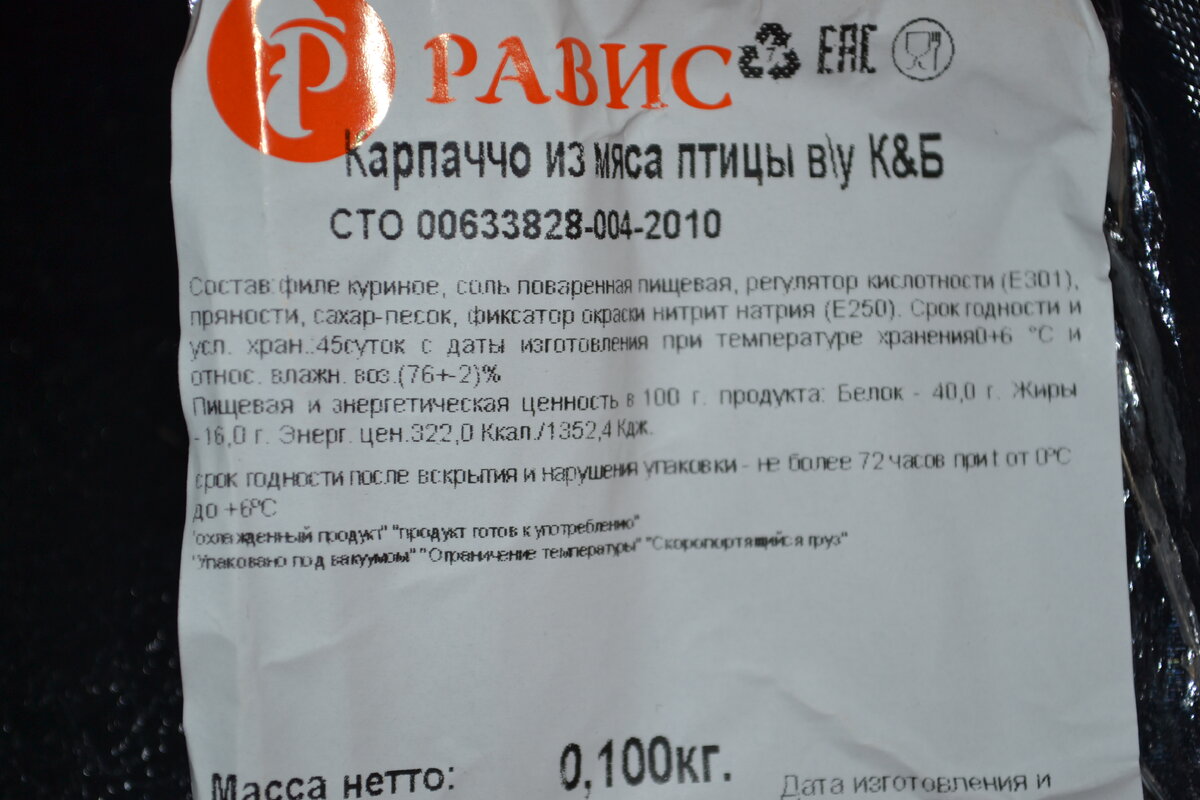 РАВИС
7 EAC
Карпаччо из мяса птицы в\у К&Б
СТО 00633828-004-2010
Состав:филе куриное, соль поваренная пищевая, регулятор кислотности (Е301),
пряности, сахар-песок, фиксатор окраски нитрит натрия (Е250). Срок годности и
усл. хран.:45суток с даты изготовления при температуре хранения0+6 °С и
относ. влажн. воз.(76+-2)%
Пищевая и энергетическая ценность в 100 г. продукта: Белок - 40,0 г. Жиры
-16,0 г. Энерг. цен.322,0 Ккал./1352,4 Кдж.
срок годности после вскрытия и нарушения упаковки - не более 72 часов при t от 0ºС
до +6ºС
"охлажденный продукт" "продукт готов к употреблению"
"Упаковано под вакуумом" "Ограничение температуры" "Скоропортящийся груз"
Масса нетто: 0,100кг. Дата изготовления и